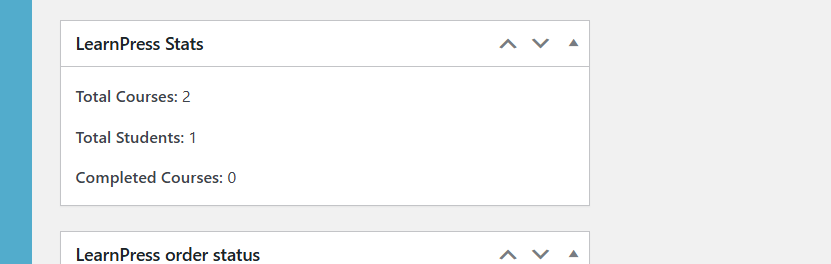 LearnPress Stats
Total Courses: 2
Total Students: 1
Completed Courses: 0
LearnPress order status